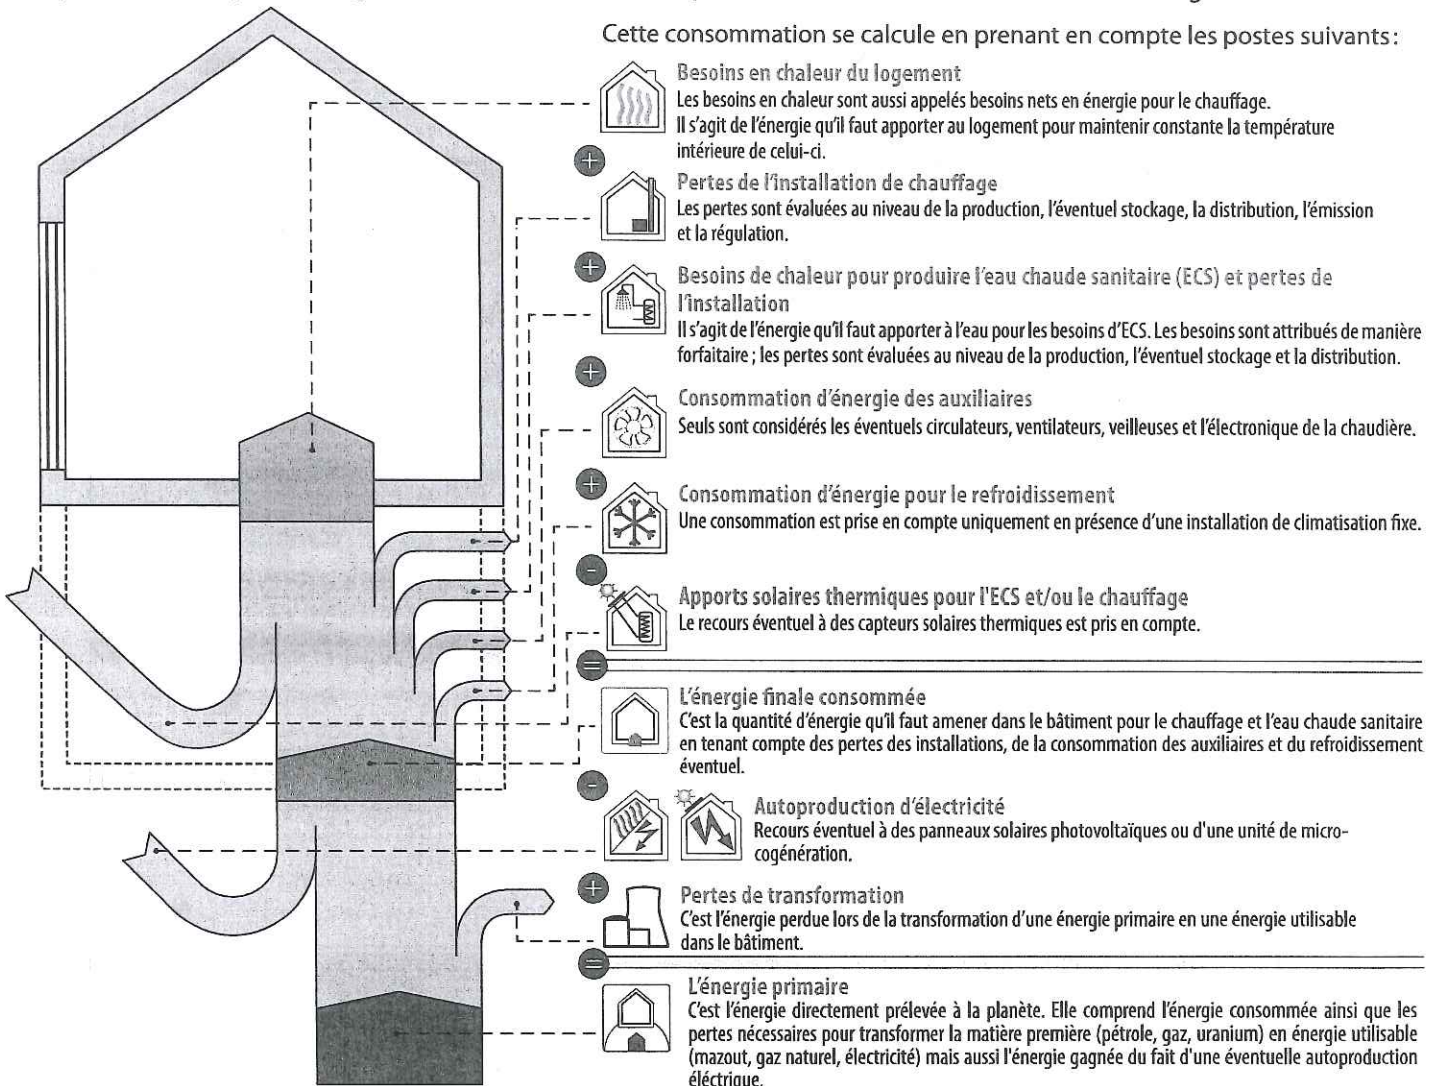 Cette consommation se calcule en prenant en compte les postes suivants:
Besoins en chaleur du logement
Les besoins en chaleur sont aussi appelés besoins nets en énergie pour le chauffage.
Il s'agit de l'énergie qu'il faut apporter au logement pour maintenir constante la température
intérieure de celui-ci.
+
Pertes de l'installation de chauffage
Les pertes sont évaluées au niveau de la production, l'éventuel stockage, la distribution, l'émission
et la régulation.
+
Besoins de chaleur pour produire l'eau chaude sanitaire (ECS) et pertes de
l'installation
Il s'agit de l'énergie qu'il faut apporter à l'eau pour les besoins d'ECS. Les besoins sont attribués de manière
forfaitaire ; les pertes sont évaluées au niveau de la production, l'éventuel stockage et la distribution.
+
Consommation d'énergie des auxiliaires
Seuls sont considérés les éventuels circulateurs, ventilateurs, veilleuses et l'électronique de la chaudière.
+
Consommation d'énergie pour le refroidissement
Une consommation est prise en compte uniquement en présence d'une installation de climatisation fixe.
-
Apports solaires thermiques pour l'ECS et/ou le chauffage
Le recours éventuel à des capteurs solaires thermiques est pris en compte.
=
L'énergie finale consommée
C'est la quantité d'énergie qu'il faut amener dans le bâtiment pour le chauffage et l'eau chaude sanitaire
en tenant compte des pertes des installations, de la consommation des auxiliaires et du refroidissement
éventuel.
-
Autoproduction d'électricité
Recours éventuel à des panneaux solaires photovoltaïques ou d'une unité de micro-
cogénération.
+
Pertes de transformation
C'est l'énergie perdue lors de la transformation d'une énergie primaire en une énergie utilisable
dans le bâtiment.
=
L'énergie primaire
C'est l'énergie directement prélevée à la planète. Elle comprend l'énergie consommée ainsi que les
pertes nécessaires pour transformer la matière première (pétrole, gaz, uranium) en énergie utilisable
(mazout, gaz naturel, électricité) mais aussi l'énergie gagnée du fait d'une éventuelle autoproduction
éléctrique.